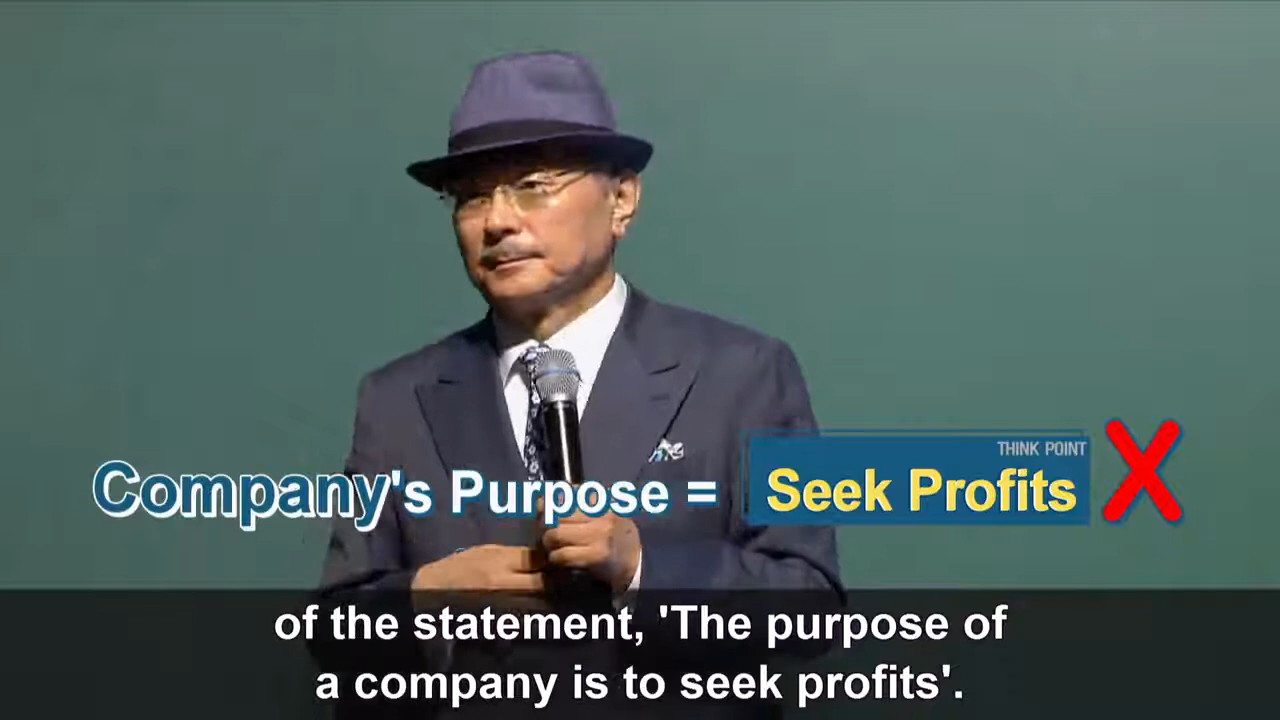 THINK POINT
Company's Purpose = Seek Profits X
of the statement, 'The purpose of
a company is to seek profits'.